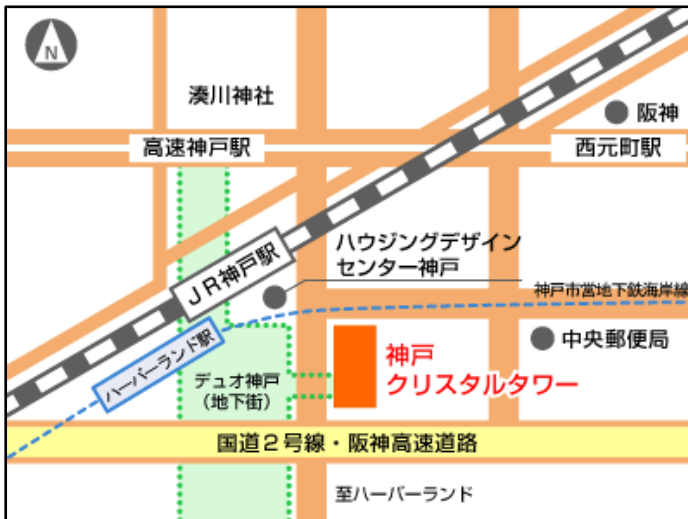 N
湊川神社
阪神
高速神戸駅
西元町駅
ハウジングデザイン
センター神戸
JR神戸駅
神戸市営地下鉄海岸線
ハーバーランド駅
中央郵便局
神戸
クリスタルタワー
デュオ神戸
(地下街)
国道2号線・阪神高速道路
至ハーバーランド